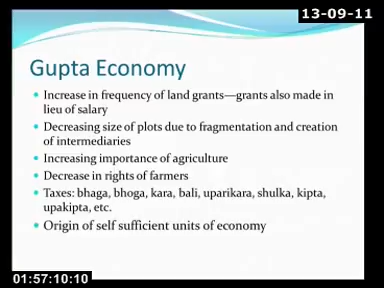 13-09-11
Gupta Economy
• Increase in frequency of land grants—grants also made in
lieu of salary
• Decreasing size of plots due to fragmentation and creation
of intermediaries
• Increasing importance of agriculture
• Decrease in rights of farmers
• Taxes: bhaga, bhoga, kara, bali, uparikara, shulka, kipta,
upakipta, etc.
• Origin of self sufficient units of economy
01:57:10:10